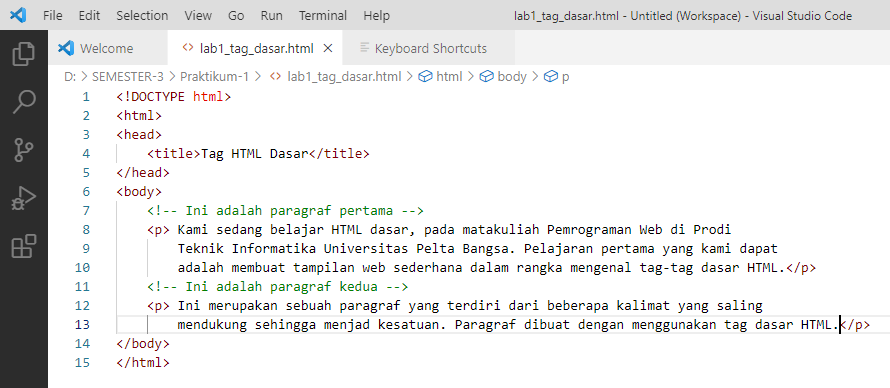 File Edit Selection View Go Run Terminal Help lab1_tag_dasar.html - Untitled (Workspace) - Visual Studio Code
Welcome lab1_tag_dasar.html × Keyboard Shortcuts
D: > SEMESTER-3 > Praktikum-1 > <> lab1_tag_dasar.html > html > body > p
1 <!DOCTYPE html>
2 <html>
3 <head>
4 <title>Tag HTML Dasar</title>
5 </head>
6 <body>
7 <!-- Ini adalah paragraf pertama -->
8 <p> Kami sedang belajar HTML dasar, pada matakuliah Pemrograman Web di Prodi
9 Teknik Informatika Universitas Pelta Bangsa. Pelajaran pertama yang kami dapat
10 adalah membuat tampilan web sederhana dalam rangka mengenal tag-tag dasar HTML.</p>
11 <!-- Ini adalah paragraf kedua -->
12 <p> Ini merupakan sebuah paragraf yang terdiri dari beberapa kalimat yang saling
13 mendukung sehingga menjad kesatuan. Paragraf dibuat dengan menggunakan tag dasar HTML.</p>
14 </body>
15 </html>